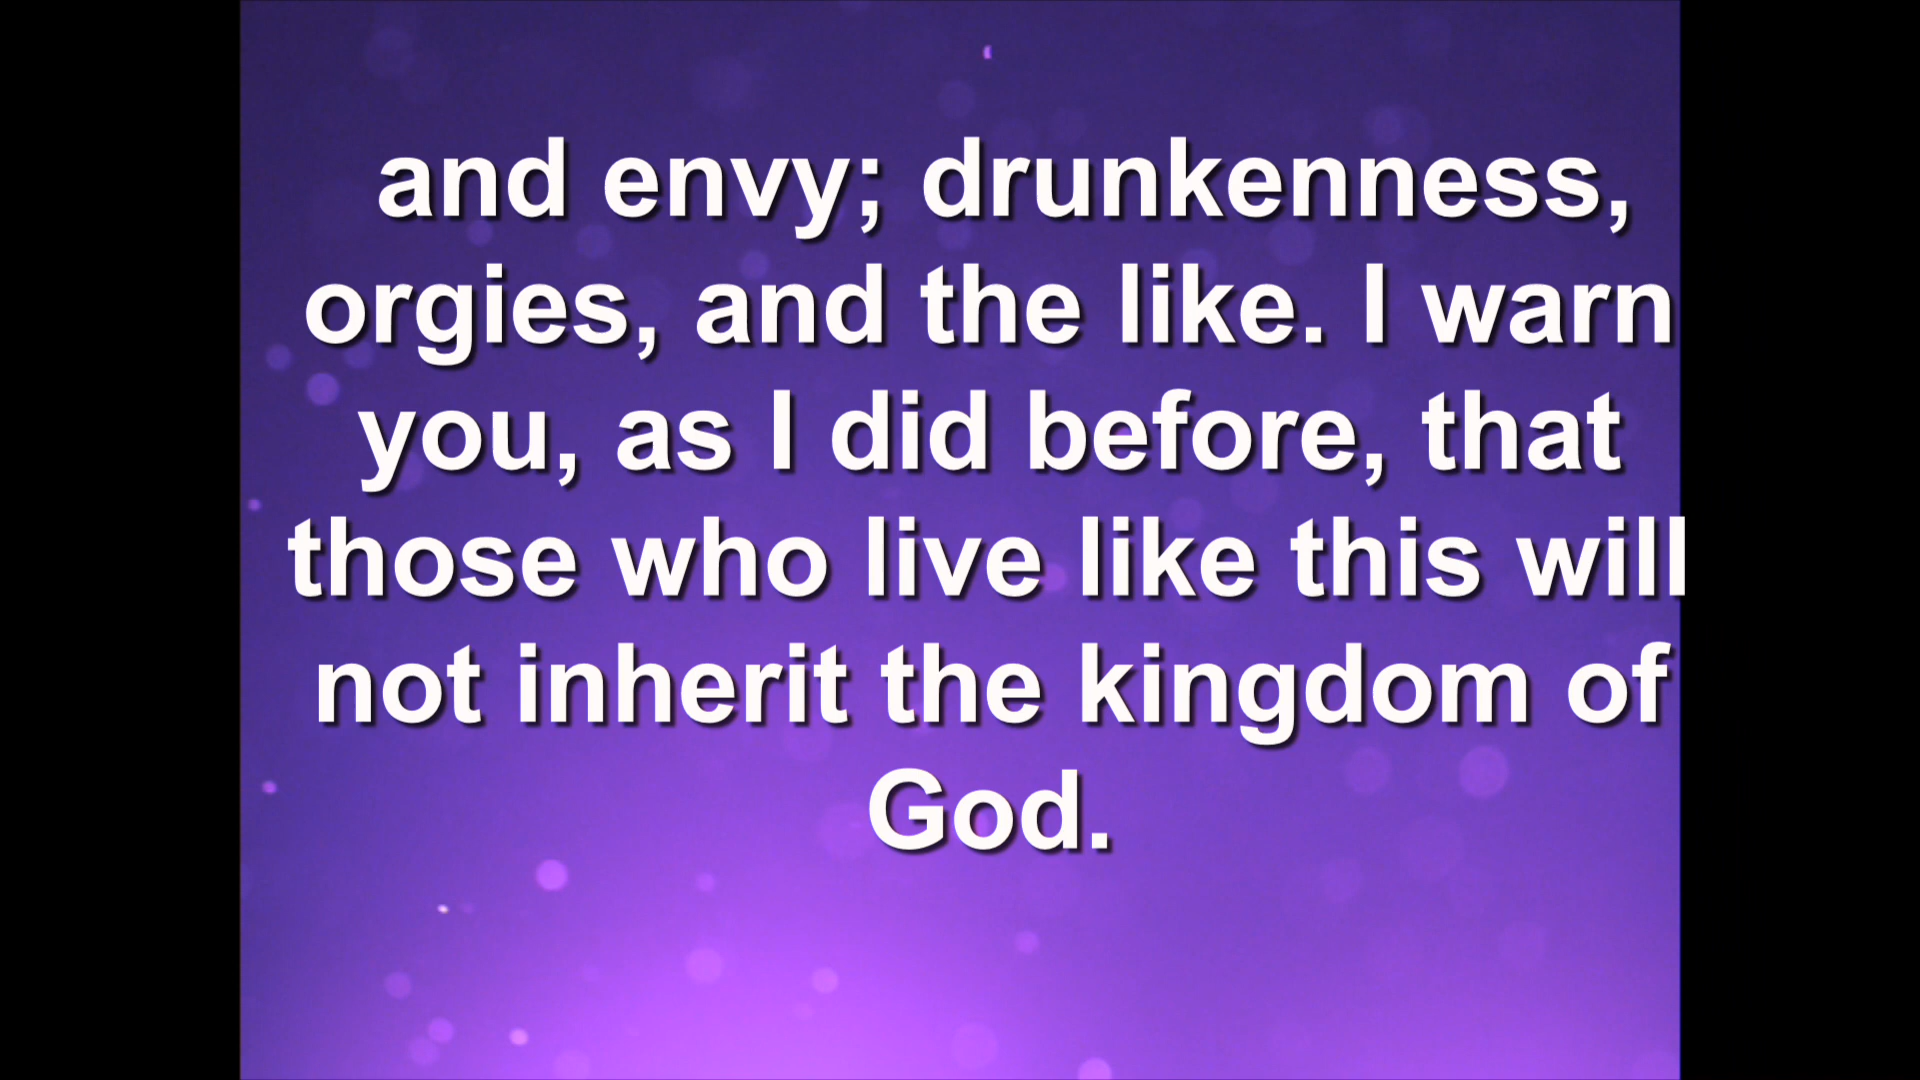 and envy; drunkenness,
orgies, and the like. I warn
you, as I did before, that
those who live like this will
not inherit the kingdom of
God.